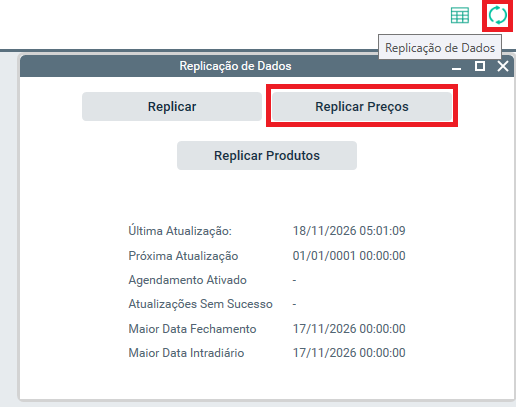 Replicação de Dados
Replicação de Dados
Replicar Replicar Preços
Replicar Produtos
Última Atualização: 18/11/2026 05:01:09
Próxima Atualização 01/01/0001 00:00:00
Agendamento Ativado -
Atualizações Sem Sucesso -
Maior Data Fechamento 17/11/2026 00:00:00
Maior Data Intradiário 17/11/2026 00:00:00